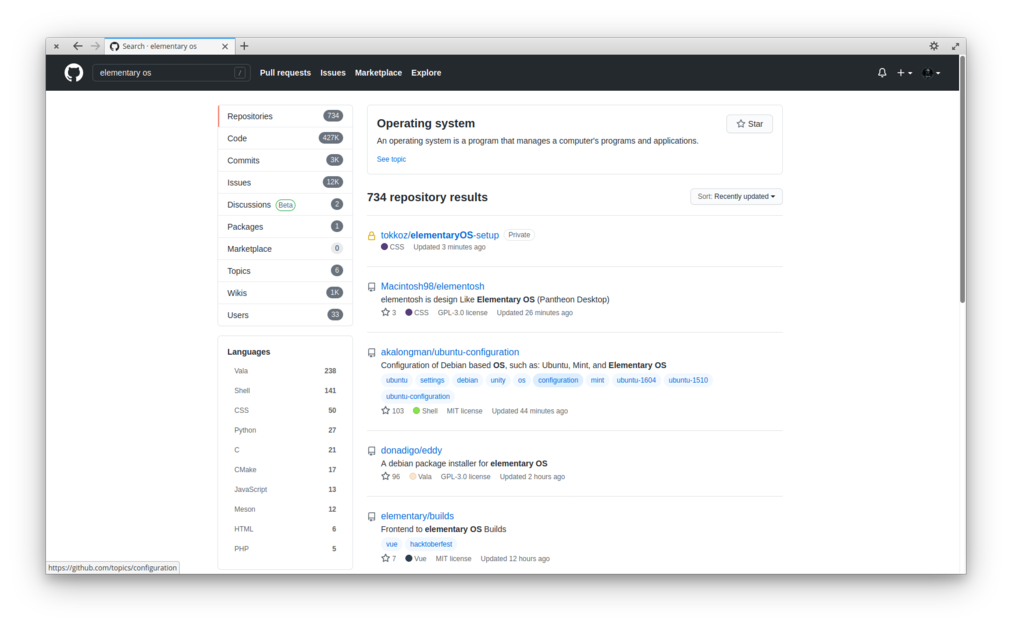 Search · elementary os
elementary os /
Pull requests Issues Marketplace Explore
Repositories 734
Code 427K
Commits 3K
Issues 12K
Discussions Beta 2
Packages 1
Marketplace 0
Topics 6
Wikis 1K
Users 33
Languages
Vala 238
Shell 141
CSS 50
Python 27
C 21
CMake 17
JavaScript 13
Meson 12
HTML 6
PHP 5
Operating system
Star
An operating system is a program that manages a computer's programs and applications.
See topic
734 repository results
Sort: Recently updated
tokkoz/elementaryOS-setup Private
CSS Updated 3 minutes ago
Macintosh98/elementosh
elementosh is design Like Elementary OS (Pantheon Desktop)
3 CSS GPL-3.0 license Updated 26 minutes ago
akalongman/ubuntu-configuration
Configuration of Debian based OS, such as: Ubuntu, Mint, and Elementary OS
ubuntu settings debian unity os configuration mint ubuntu-1604 ubuntu-1510
ubuntu-configuration
103 Shell MIT license Updated 44 minutes ago
donadigo/eddy
A debian package installer for elementary OS
96 Vala GPL-3.0 license Updated 2 hours ago
elementary/builds
Frontend to elementary OS Builds
vue hacktoberfest
7 Vue MIT license Updated 12 hours ago
https://github.com/topics/configuration